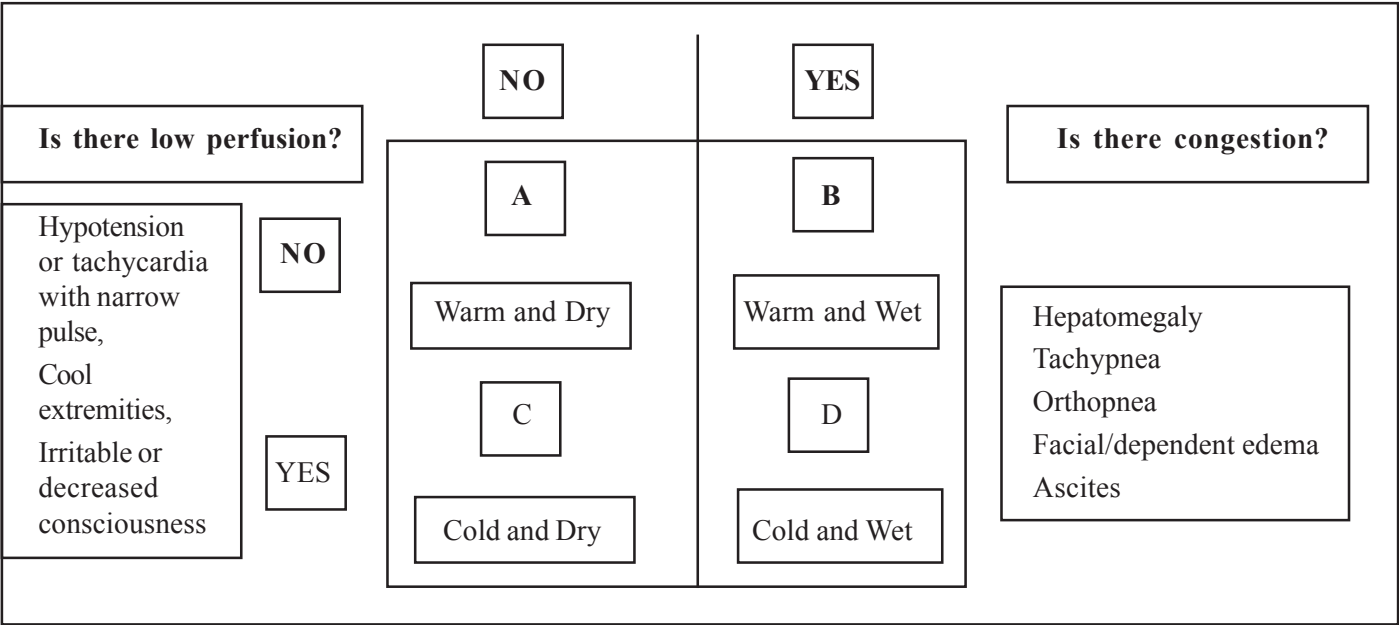 NO
YES
Is there low perfusion?
Is there congestion?
A
B
Hypotension
or tachycardia
with narrow
pulse,
Cool
extremities,
Irritable or
decreased
consciousness
NO
Warm and Dry
Warm and Wet
C
D
YES
Cold and Dry
Cold and Wet
Hepatomegaly
Tachypnea
Orthopnea
Facial/dependent edema
Ascites